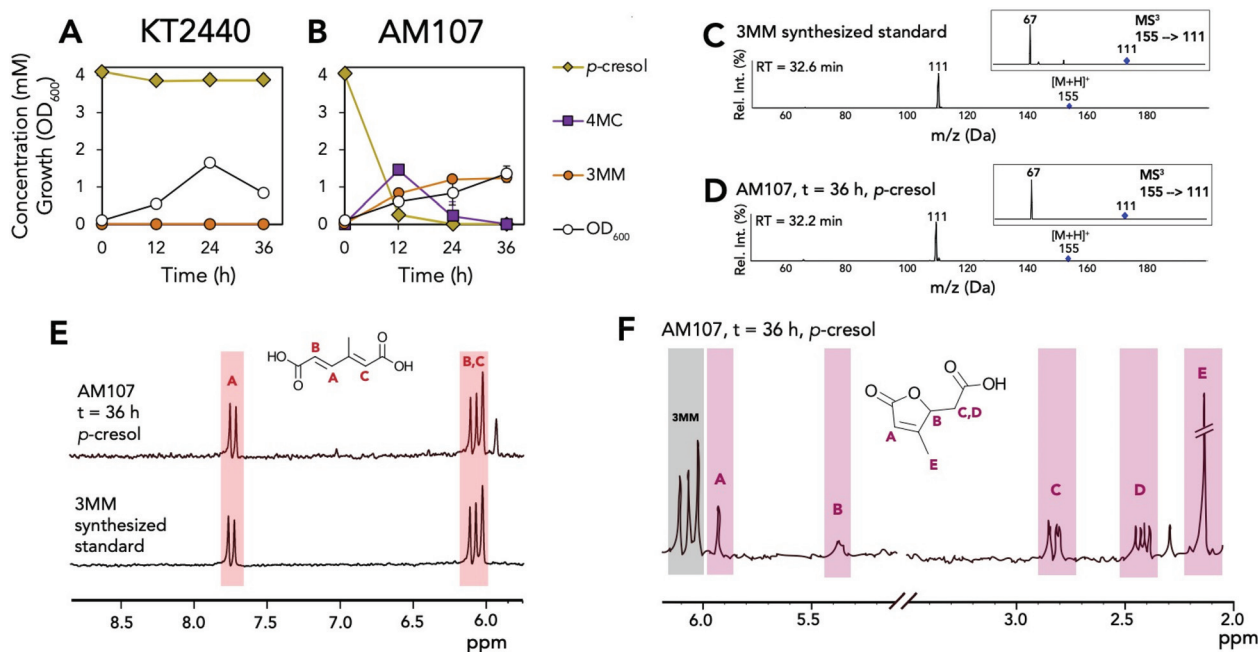 A KT2440
Concentration (mM)
Growth (OD600)
4
3
2
1
0
0 12 24 36
Time (h)
B AM107
4
3
2
1
0
0 12 24 36
Time (h)
p-cresol
4MC
3MM
OD600
C 3MM synthesized standard
Rel. Int. (%)
RT = 32.6 min
111
67
MS3
155 --> 111
111
[M+H]+
155
60 80 100 120 140 160 180
m/z (Da)
D AM107, t = 36 h, p-cresol
Rel. Int. (%)
RT = 32.2 min
111
67
MS3
155 --> 111
111
[M+H]+
155
60 80 100 120 140 160 180
m/z (Da)
E
AM107
t = 36 h
p-cresol
3MM
synthesized
standard
A
B,C
HO
O
B
A
C
O
OH
8.5 8.0 7.5 7.0 6.5 6.0
ppm
F AM107, t = 36 h, p-cresol
3MM
A
B
C
D
E
O
O
O
OH
A
B
C,D
E
6.0 5.5 3.0 2.5 2.0
ppm